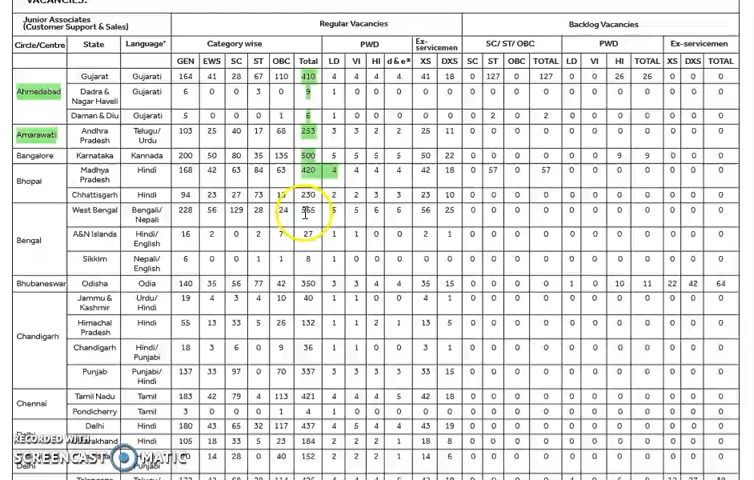 VACANCIES:
Junior Associates (Customer Support & Sales) Regular Vacancies Backlog Vacancies
Circle/Centre State Language* Category wise PWD Ex-servicemen SC/ ST/ OBC PWD Ex-servicemen
GEN EWS SC ST OBC Total LD VI HI d & e* XS DXS SC ST OBC TOTAL LD VI HI TOTAL XS DXS TOTAL
Ahmedabad Gujarat Gujarati 164 41 28 67 110 410 4 4 4 4 41 18 0 127 0 127 0 0 26 26 0 0 0
Dadra & Nagar Haveli Gujarati 6 0 0 3 0 9 1 0 0 0 0 0 0 0 0 0 0 0 0 0 0 0 0
Daman & Diu Gujarati 5 0 0 0 1 6 1 0 0 0 0 0 0 2 0 2 0 0 0 0 0 0 0
Amarawati Andhra Pradesh Telugu/ Urdu 103 25 40 17 68 253 3 3 2 2 25 11 0 0 0 0 0 0 0 0 0 0 0
Bangalore Karnataka Kannada 200 50 80 35 135 500 5 5 5 5 50 22 0 0 0 0 0 0 9 9 0 0 0
Bhopal Madhya Pradesh Hindi 168 42 63 84 63 420 4 4 4 4 42 18 0 57 0 57 0 0 0 0 0 0 0
Chhattisgarh Hindi 94 23 27 73 230 2 2 3 3 23 10 0 0 0 0 0 0 0 0 0 0 0
Bengal West Bengal Bengali/ Nepali 228 56 129 28 24 5 5 6 6 56 25 0 0 0 0 0 0 0 0 0 0 0
A&N Islands Hindi/ English 16 2 0 2 7 27 1 1 0 0 2 1 0 0 0 0 0 0 0 0 0 0 0
Sikkim Nepali/ English 6 0 0 1 1 8 1 0 0 0 0 0 0 0 0 0 0 0 0 0 0 0 0
Bhubaneswar Odisha Odia 140 35 56 77 42 350 3 3 4 4 35 15 0 0 0 0 1 0 10 11 22 42 64
Chandigarh Jammu & Kashmir Urdu/ Hindi 19 4 3 4 10 40 1 1 0 0 4 1 0 0 0 0 0 0 0 0 0 0 0
Himachal Pradesh Hindi 55 13 33 5 26 132 1 1 2 1 13 5 0 0 0 0 0 0 0 0 0 0 0
Chandigarh Hindi/ Punjabi 18 3 6 0 9 36 1 1 0 0 3 1 0 0 0 0 0 0 0 0 0 0 0
Punjab Punjabi/ Hindi 137 33 97 0 70 337 3 3 4 4 33 15 0 0 0 0 0 0 0 0 0 0 0
Chennai Tamil Nadu Tamil 183 42 79 4 113 421 4 4 4 5 42 18 0 0 0 0 0 0 0 0 0 0 0
Pondicherry Tamil 3 0 0 0 1 4 1 0 0 0 0 0 0 0 0 0 0 0 0 0 0 0 0
Delhi Hindi 180 43 65 32 117 437 4 5 4 4 43 19 0 0 0 0 0 0 0 0 0 0 0
Hindi 105 18 33 5 23 184 2 2 2 2 18 8 0 0 0 0 0 0 0 0 0 0 0
Delhi Punjabi 14 28 0 40 152 2 2 1 1 14 6 0 0 0 0 0 0 0 0 0 0 0
RECORDED WITH
SCREENCAST MATIC